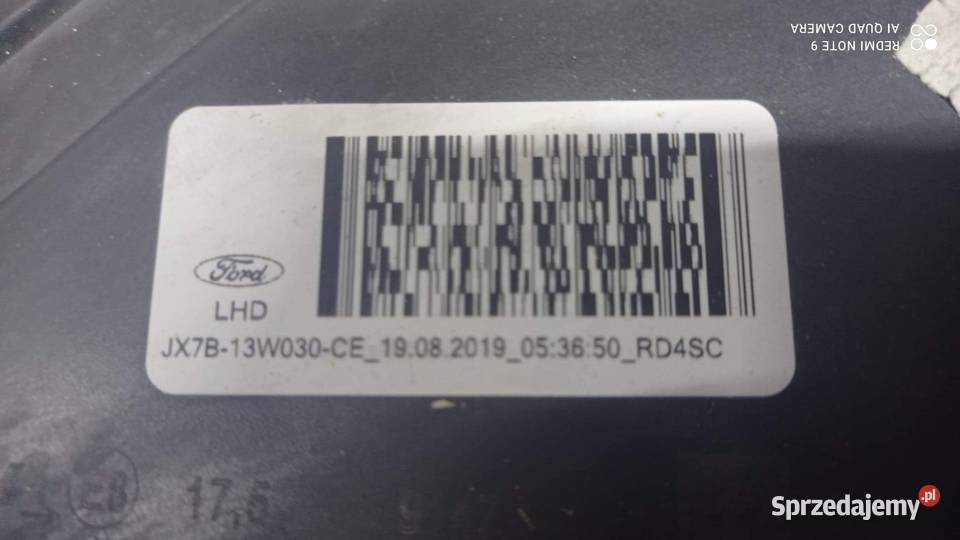 REDMI NOTE 9
AI QUAD CAMERA
Ford
LHD
JX7B-13W030-CE_19.08.2019_05:36:50_RD4SC
17,5
Sprzedajemy.pl